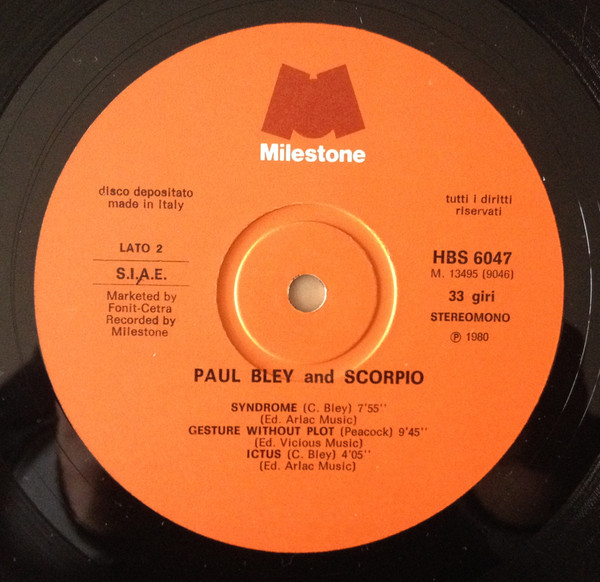 Milestone
disco depositato
made in Italy
tutti i diritti
riservati
LATO 2
S.I.A.E.
Marketed by
Fonit-Cetra
Recorded by
Milestone
HBS 6047
M. 13495 (9046)
33 giri
STEREOMONO
℗ 1980
PAUL BLEY and SCORPIO
SYNDROME (C. Bley) 7'55''
(Ed. Arlac Music)
GESTURE WITHOUT PLOT (Peacock) 9'45''
(Ed. Vicious Music)
ICTUS (C. Bley) 4'05''
(Ed. Arlac Music)